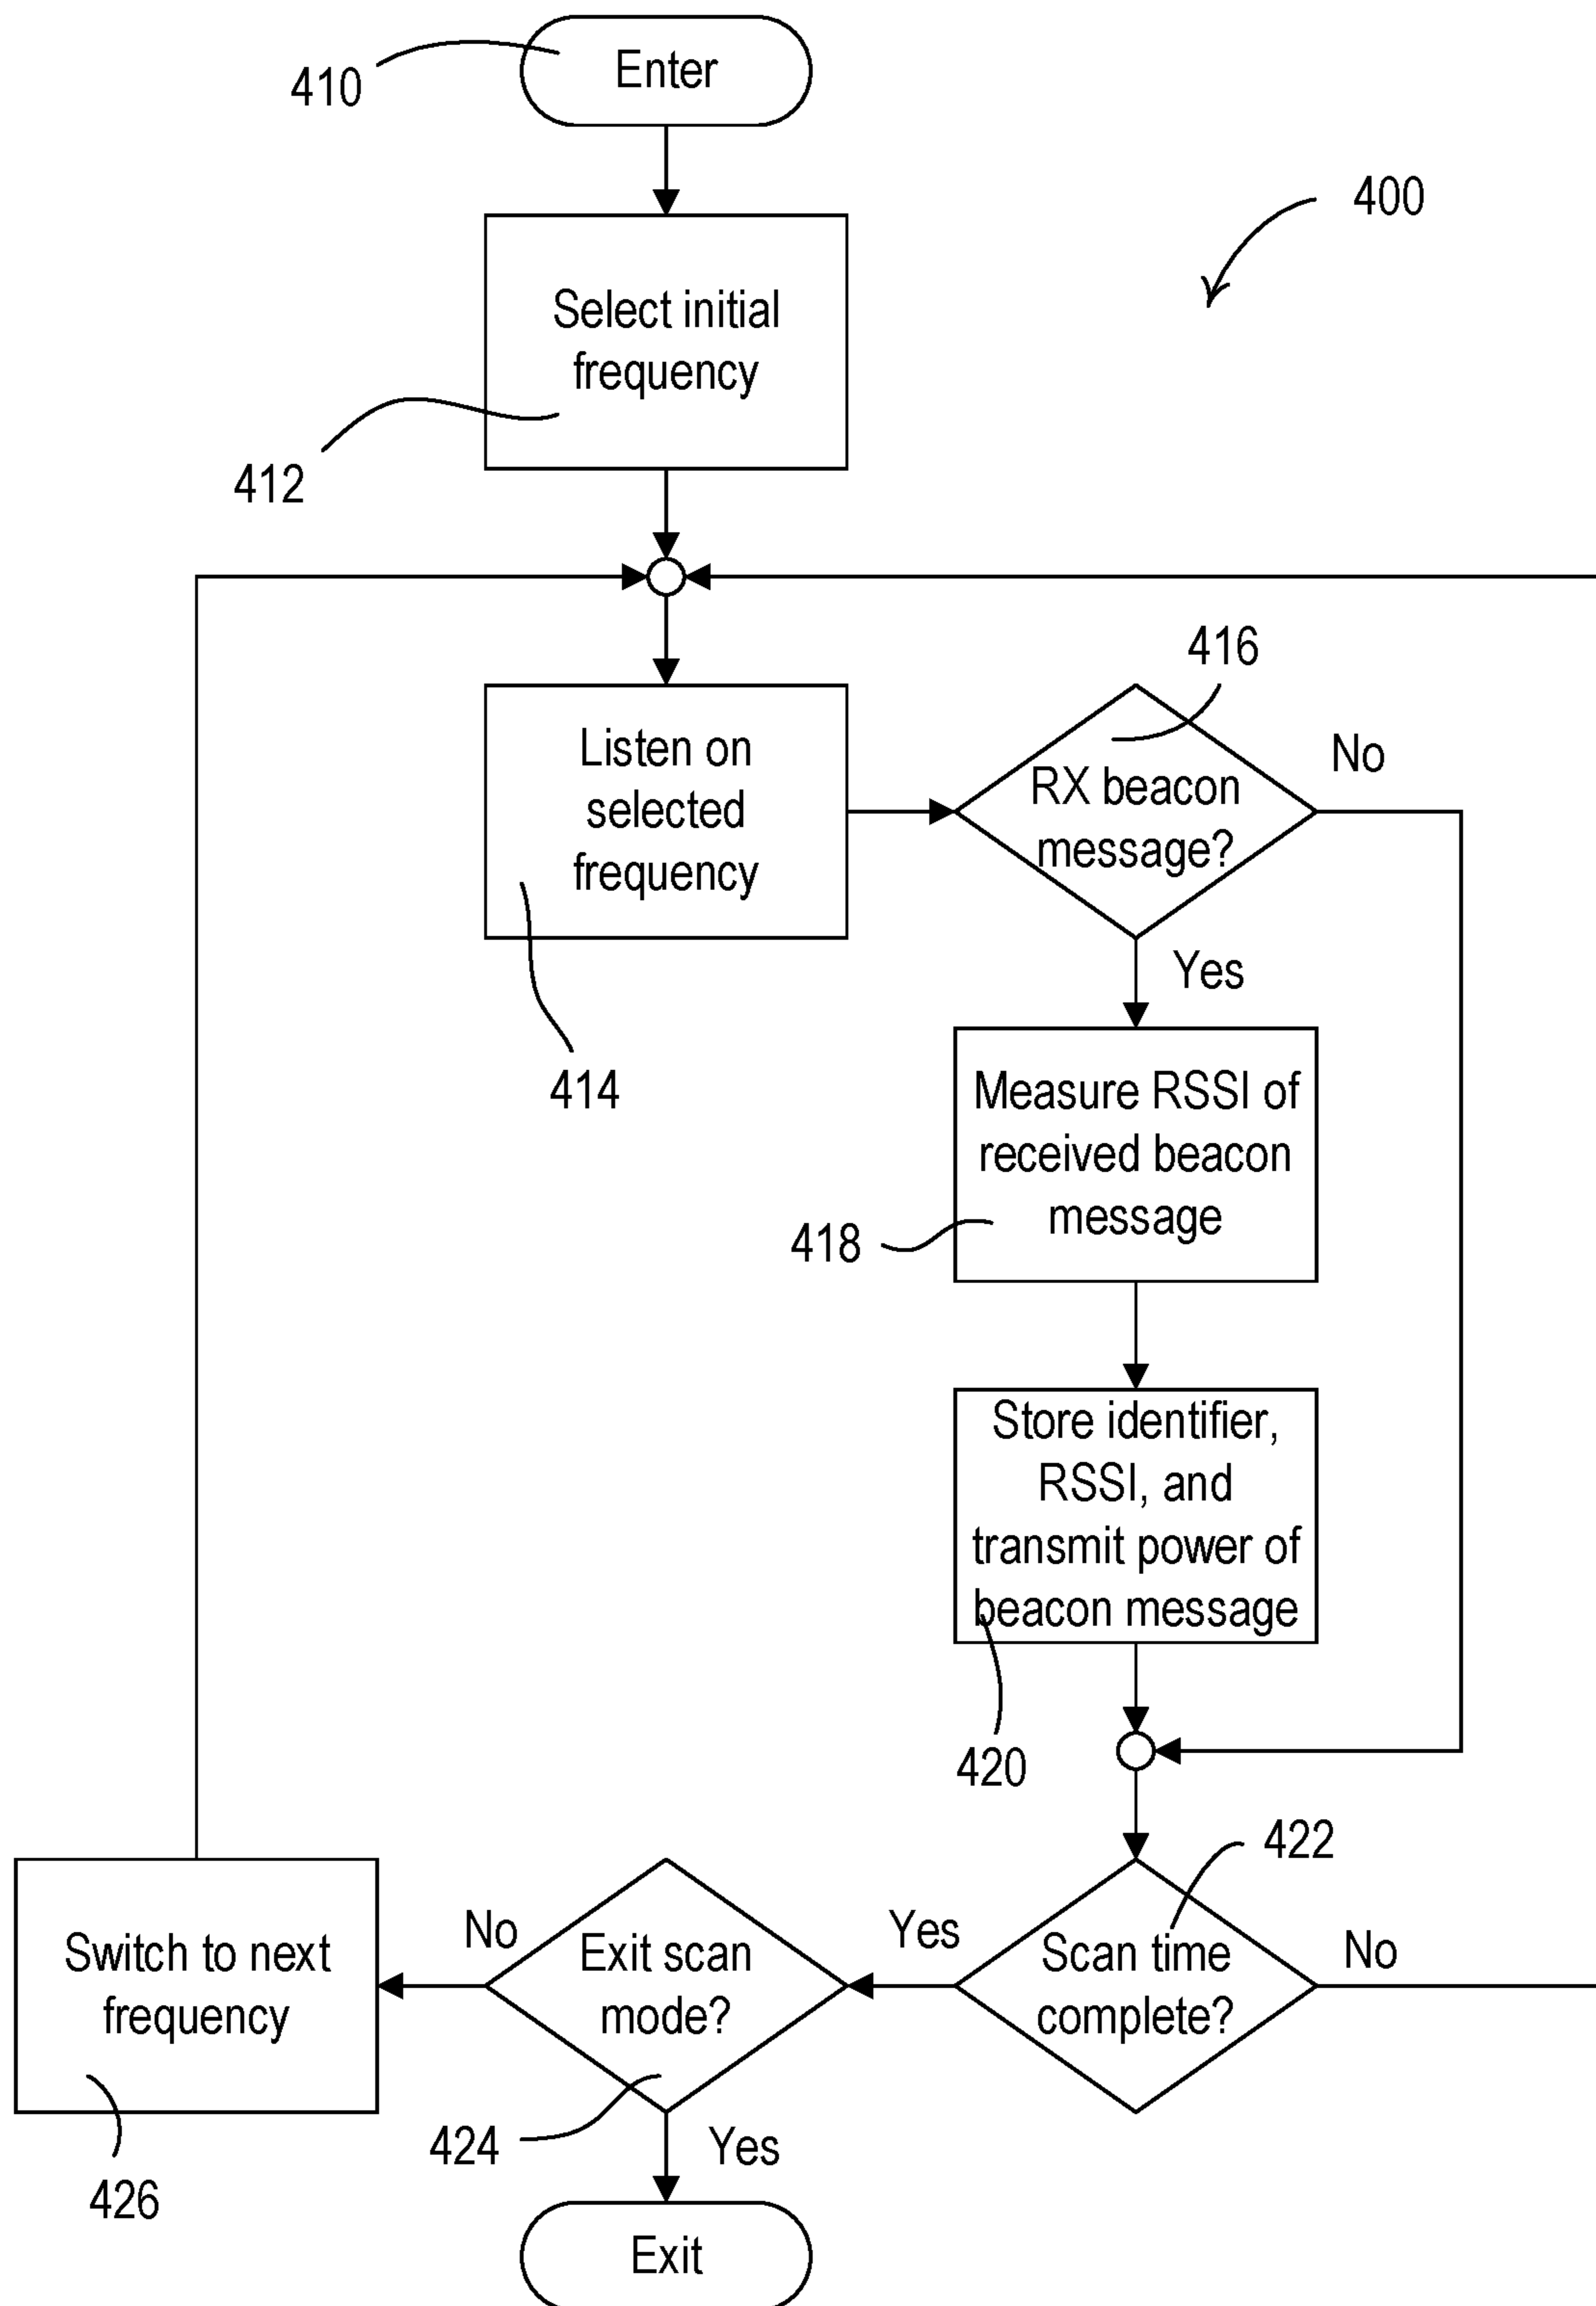 Enter
410
400
Select initial
frequency
412
416
Listen on
selected
frequency
414
RX beacon
message?
No
Yes
Measure RSSI of
received beacon
message
418
Store identifier,
RSSI, and
transmit power of
beacon message
420
422
Scan time
complete?
No
Yes
Exit scan
mode?
424
No
Switch to next
frequency
426
Yes
Exit